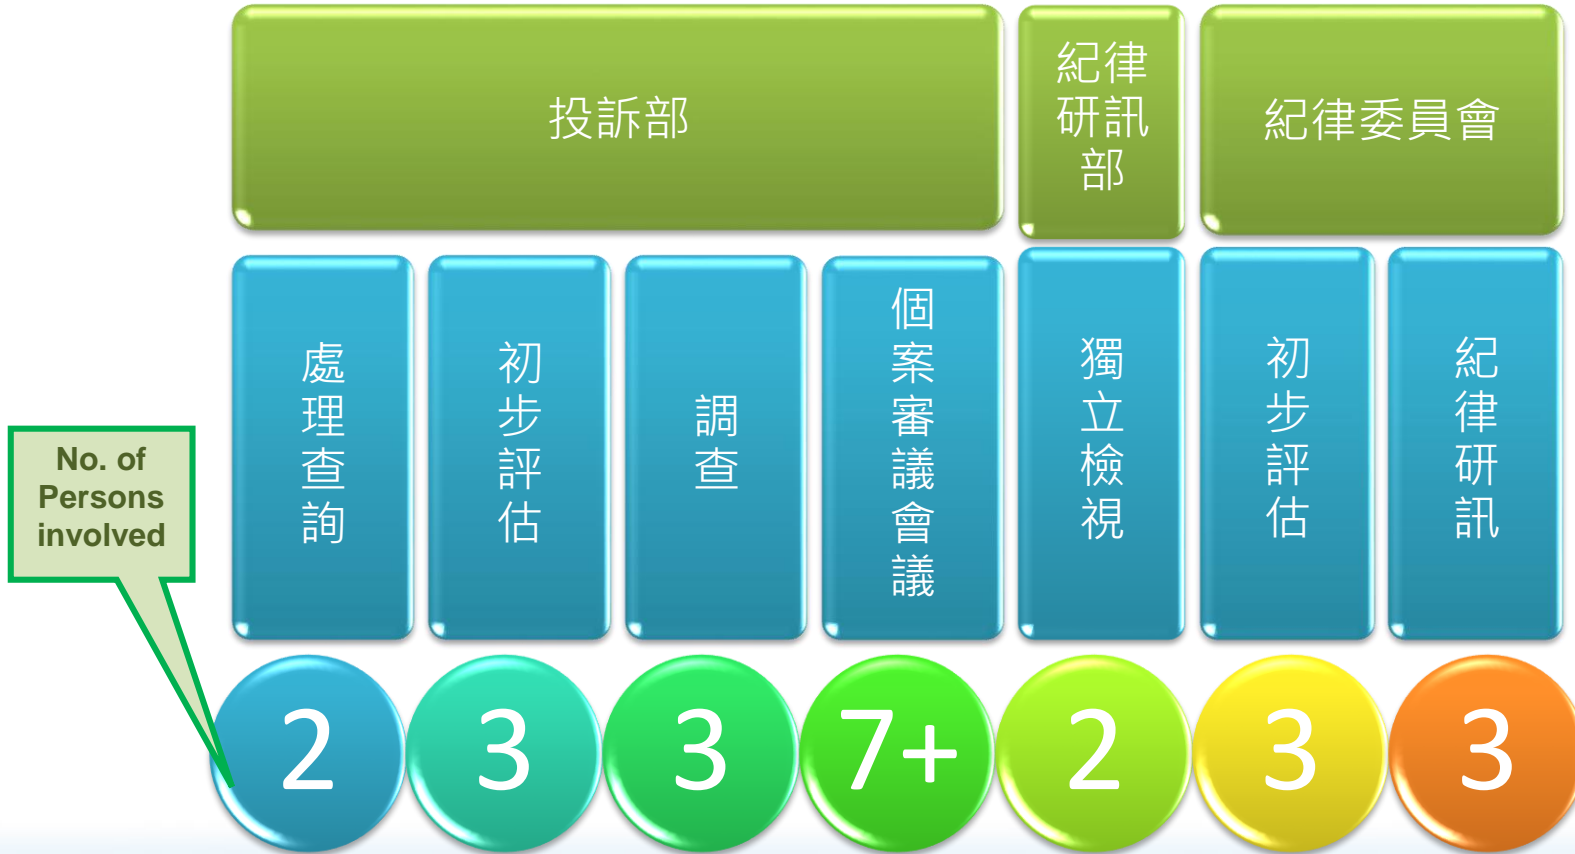 投訴部
紀律
研訊
部
紀律委員會
處理查詢
初步評估
調查
個案審議會議
獨立檢視
初步評估
紀律研訊
No. of
Persons
involved
2
3
3
7+
2
3
3